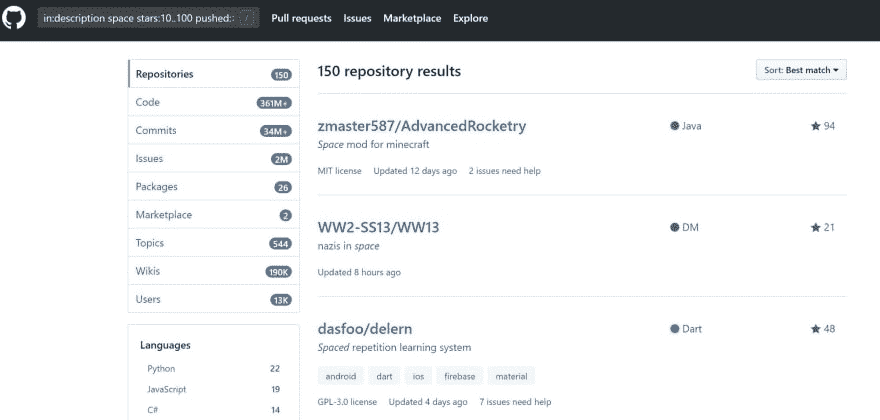 in:description space stars:10..100 pushed: /
Pull requests Issues Marketplace Explore
Repositories 150
Code 361M+
Commits 34M+
Issues 2M
Packages 26
Marketplace 2
Topics 544
Wikis 190K
Users 13K
Languages
Python 22
JavaScript 19
C# 14
150 repository results
Sort: Best match
zmaster587/AdvancedRocketry Java 94
Space mod for minecraft
MIT license Updated 12 days ago 2 issues need help
WW2-SS13/WW13 DM 21
nazis in space
Updated 8 hours ago
dasfoo/delern Dart 48
Spaced repetition learning system
android dart ios firebase material
GPL-3.0 license Updated 4 days ago 7 issues need help